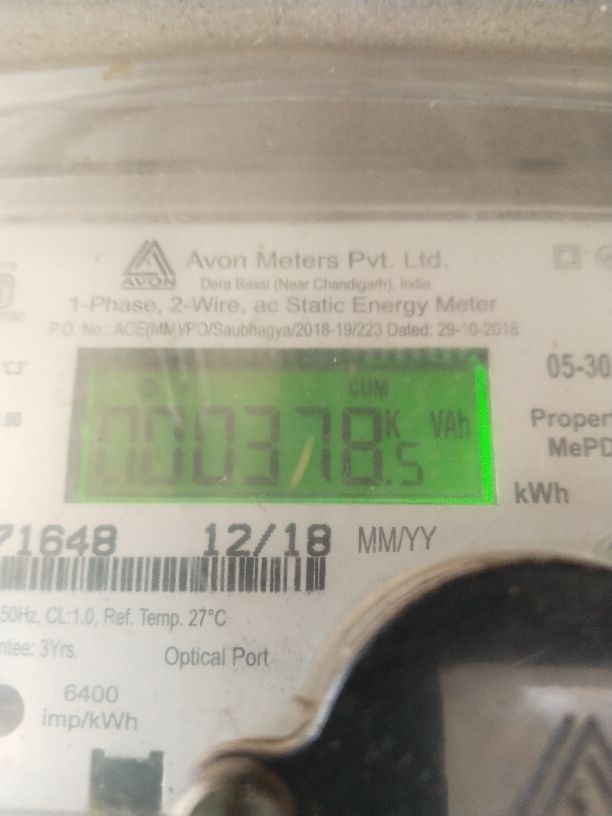 AVON
Avon Meters Pvt. Ltd.
Dera Bassi (Near Chandigarh), India
1-Phase, 2-Wire, ac Static Energy Meter
P.O. No.: ACE(MM)/PO/Saubhagya/2018-19/223 Dated: 29-10-2018
05-30
CUM
000378.5 K VAh
Proper
MePD
kWh
71648 12/18 MM/YY
50Hz, CL:1.0, Ref. Temp. 27°C
ntee: 3Yrs.
Optical Port
6400
imp/kWh